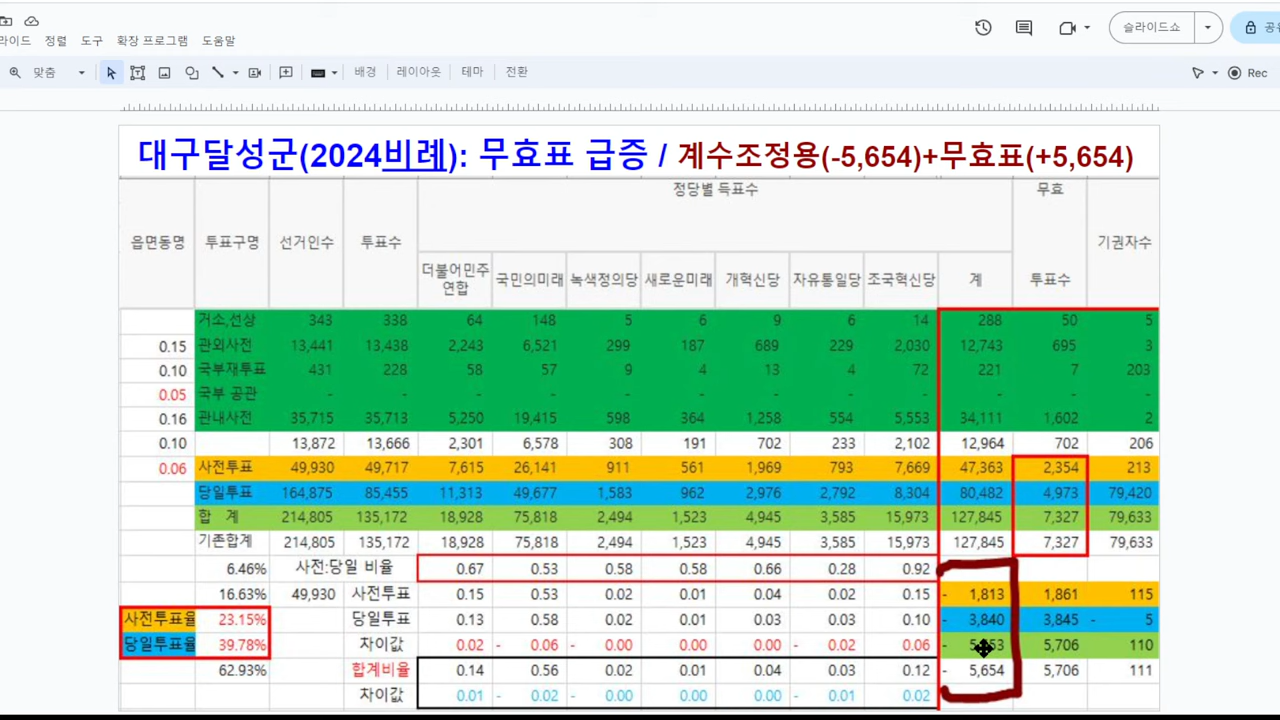 라이드 정렬 도구 확장 프로그램 도움말
슬라이드쇼
맞춤 배경 레이아웃 테마 전환 Rec
대구달성군(2024비례): 무효표 급증 / 계수조정용(-5,654)+무효표(+5,654)
정당별 득표수 무효
읍면동명 투표구명 선거인수 투표수 기권자수
더불어민주연합 국민의미래 녹색정의당 새로운미래 개혁신당 자유통일당 조국혁신당 계 투표수
거소,선상 343 338 64 148 5 6 9 6 14 288 50 5
0.15 관외사전 13,441 13,438 2,243 6,521 299 187 689 229 2,030 12,743 695 3
0.10 국부재투표 431 228 58 57 9 4 13 4 72 221 7 203
0.05 국부 공관 - - - - - - - - - - - -
0.16 관내사전 35,715 35,713 5,250 19,415 598 364 1,258 554 5,553 34,111 1,602 2
0.10 13,872 13,666 2,301 6,578 308 191 702 233 2,102 12,964 702 206
0.06 사전투표 49,930 49,717 7,615 26,141 911 561 1,969 793 7,669 47,363 2,354 213
당일투표 164,875 85,455 11,313 49,677 1,583 962 2,976 2,792 8,304 80,482 4,973 79,420
합 계 214,805 135,172 18,928 75,818 2,494 1,523 4,945 3,585 15,973 127,845 7,327 79,633
기존합계 214,805 135,172 18,928 75,818 2,494 1,523 4,945 3,585 15,973 127,845 7,327 79,633
6.46% 사전:당일 비율 0.67 0.53 0.58 0.58 0.66 0.28 0.92
16.63% 49,930 사전투표 0.15 0.53 0.02 0.01 0.04 0.02 0.15 - 1,813 1,861 115
사전투표율 23.15% 당일투표 0.13 0.58 0.02 0.01 0.03 0.03 0.10 - 3,840 3,845 - 5
당일투표율 39.78% 차이값 0.02 - 0.06 - 0.00 0.00 0.00 - 0.02 0.06 - 5,706 110
62.93% 합계비율 0.14 0.56 0.02 0.01 0.04 0.03 0.12 - 5,654 5,706 111
차이값 0.01 - 0.02 - 0.00 0.00 0.00 - 0.01 0.02